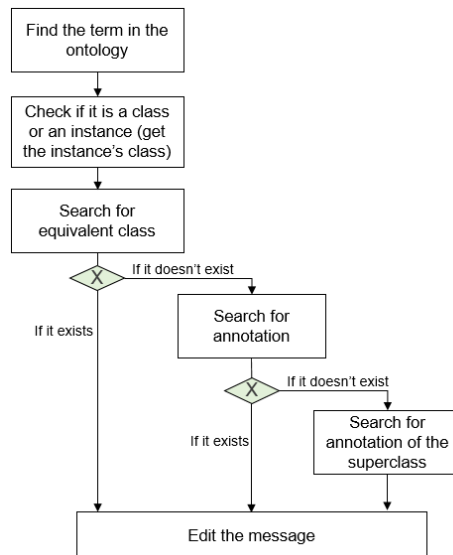 Find the term in the
ontology
Check if it is a class
or an instance (get
the instance's class)
Search for
equivalent class
X
If it doesn't exist
If it exists
Search for
annotation
X
If it doesn't exist
If it exists
Search for
annotation of the
superclass
Edit the message